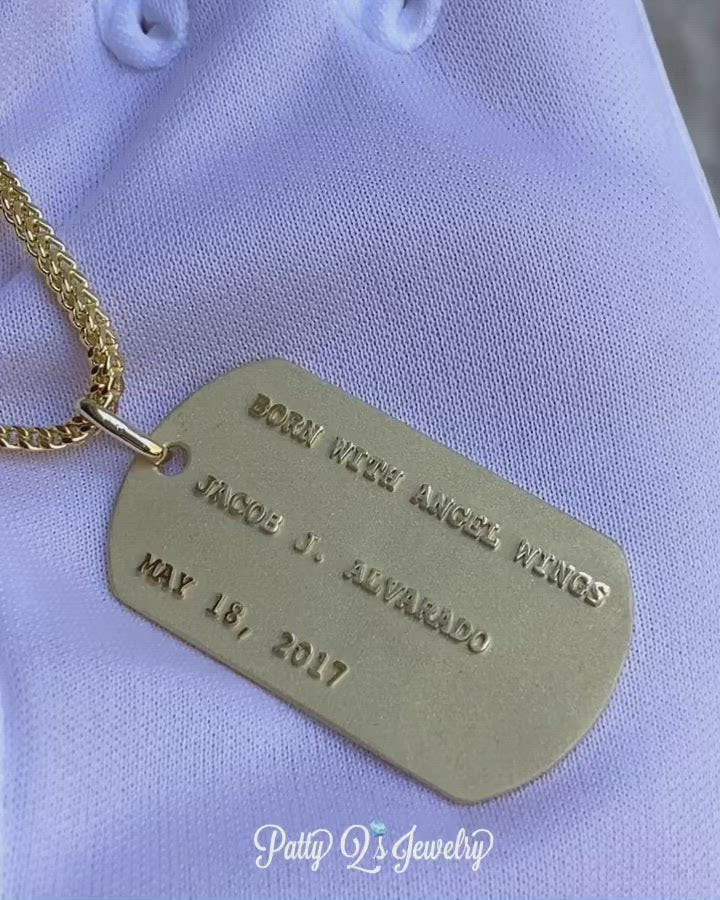 BORN WITH ANGEL WINGS
JACOB J. ALVARADO
MAY 18, 2017
Patty Q's Jewelry